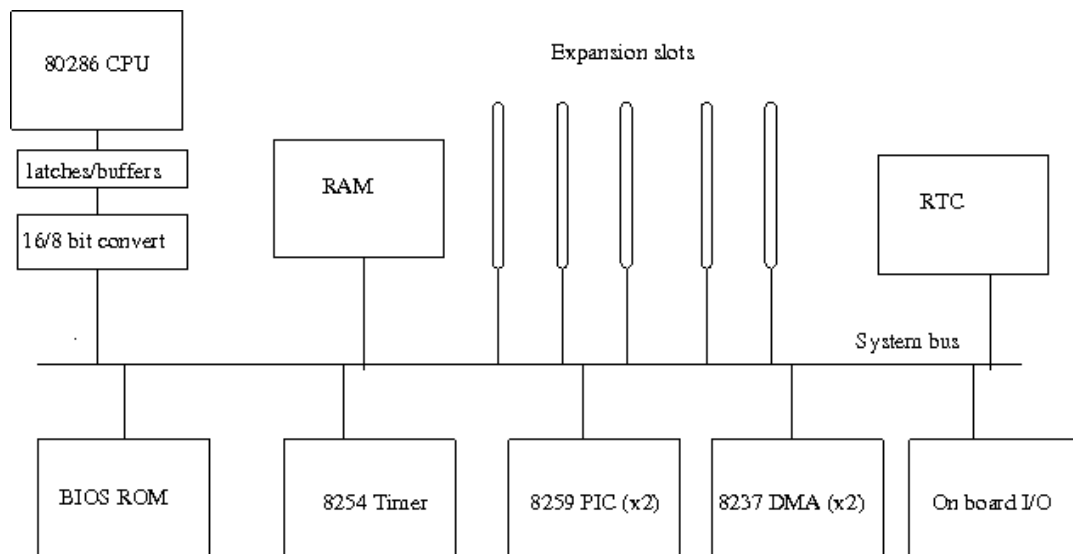 80286 CPU
Expansion slots
latches/buffers
RAM
RTC
16/8 bit convert
System bus
BIOS ROM
8254 Timer
8259 PIC (x2)
8237 DMA (x2)
On board I/O